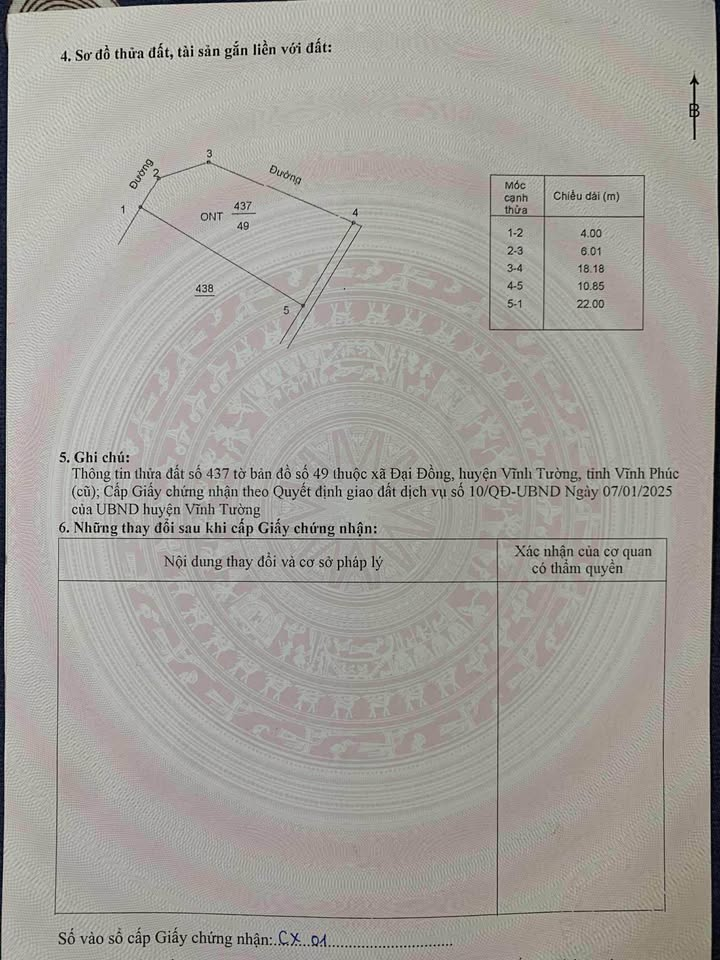 4. Sơ đồ thửa đất, tài sản gắn liền với đất:
B
3
Đường
2
Đường
1
ONT
437
49
4
438
5
Mốc cạnh thửa
Chiều dài (m)
1-2
4.00
2-3
6.01
3-4
18.18
4-5
10.85
5-1
22.00
5. Ghi chú:
Thông tin thửa đất số 437 tờ bản đồ số 49 thuộc xã Đại Đồng, huyện Vĩnh Tường, tỉnh Vĩnh Phúc
(cũ); Cấp Giấy chứng nhận theo Quyết định giao đất dịch vụ số 10/QĐ-UBND Ngày 07/01/2025
của UBND huyện Vĩnh Tường
6. Những thay đổi sau khi cấp Giấy chứng nhận:
Nội dung thay đổi và cơ sở pháp lý
Xác nhận của cơ quan
có thẩm quyền
Số vào sổ cấp Giấy chứng nhận: CX 01